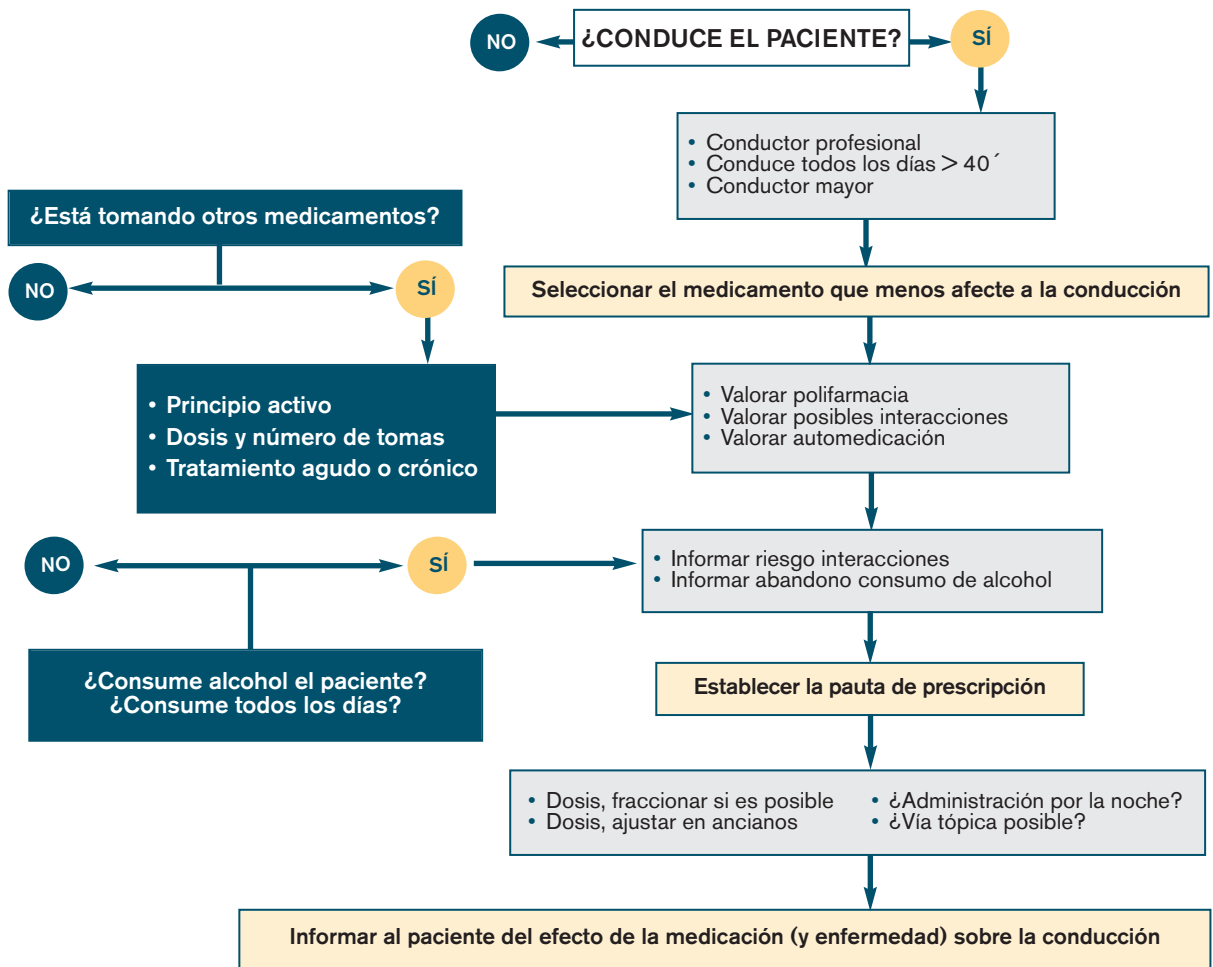 NO
¿CONDUCE EL PACIENTE?
SÍ
• Conductor profesional
• Conduce todos los días > 40´
• Conductor mayor
¿Está tomando otros medicamentos?
NO
SÍ
Seleccionar el medicamento que menos afecte a la conducción
• Principio activo
• Dosis y número de tomas
• Tratamiento agudo o crónico
• Valorar polifarmacia
• Valorar posibles interacciones
• Valorar automedicación
NO
SÍ
• Informar riesgo interacciones
• Informar abandono consumo de alcohol
¿Consume alcohol el paciente?
¿Consume todos los días?
Establecer la pauta de prescripción
• Dosis, fraccionar si es posible
• Dosis, ajustar en ancianos
• ¿Administración por la noche?
• ¿Vía tópica posible?
Informar al paciente del efecto de la medicación (y enfermedad) sobre la conducción